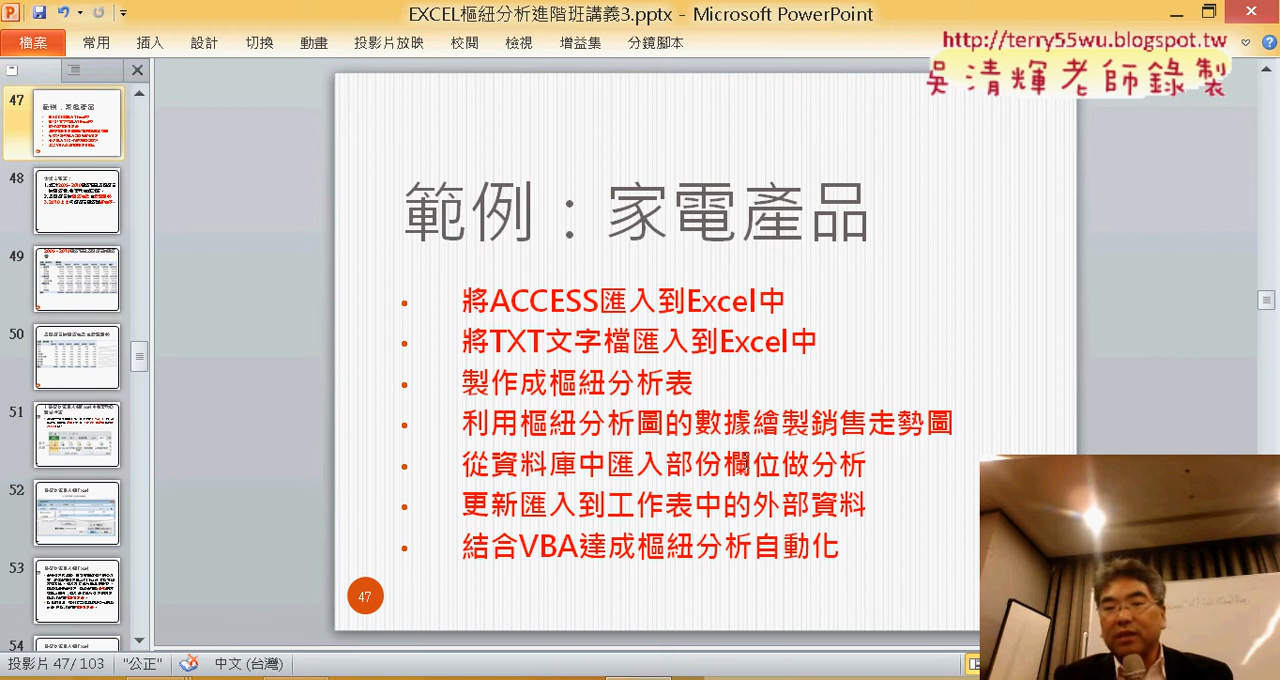 EXCEL樞紐分析進階班講義3.pptx - Microsoft PowerPoint
檔案 常用 插入 設計 切換 動畫 投影片放映 校閱 檢視 增益集 分鏡腳本
http://terry55wu.blogspot.tw
吳清輝老師錄製
47
48
49
50
51
52
53
54
範例：家電產品
• 將ACCESS匯入到Excel中
• 將TXT文字檔匯入到Excel中
• 製作成樞紐分析表
• 利用樞紐分析圖的數據繪製銷售走勢圖
• 從資料庫中匯入部份欄位做分析
• 更新匯入到工作表中的外部資料
• 結合VBA達成樞紐分析自動化
47
投影片 47/ 103 "公正" 中文 (台灣)